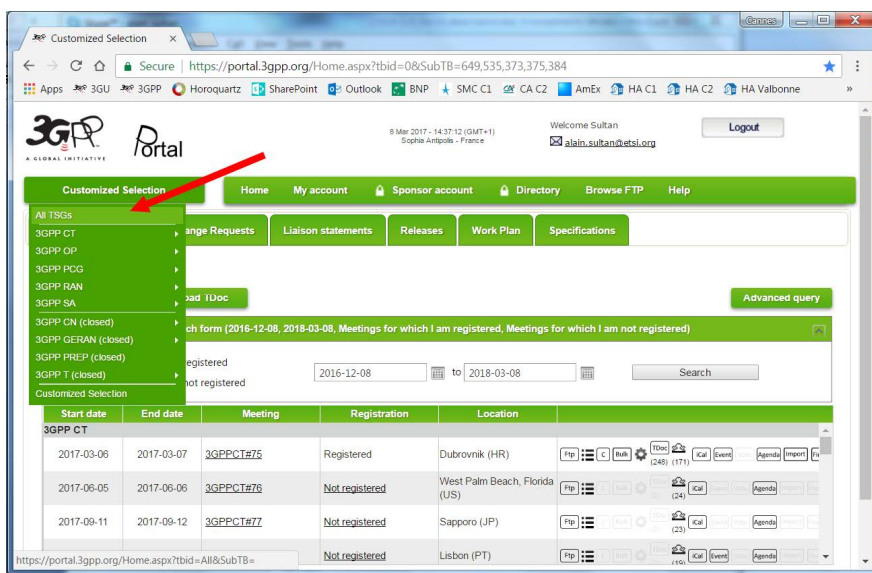 Cannes
Customized Selection ×
Secure | https://portal.3gpp.org/Home.aspx?tbid=0&SubTB=649,535,373,375,384
Apps 3GU 3GPP Horoquartz SharePoint Outlook BNP SMC C1 CA C2 AmEx HA C1 HA C2 HA Valbonne »
3GPP
A GLOBAL INITIATIVE
Portal
8 Mar 2017 - 14:37:12 (GMT+1)
Sophia Antipolis - France
Welcome Sultan
alain.sultan@etsi.org
Logout
Customized Selection Home My account Sponsor account Directory Browse FTP Help
All TSGs
3GPP CT
3GPP OP
3GPP PCG
3GPP RAN
3GPP SA
3GPP CN (closed)
3GPP GERAN (closed)
3GPP PREP (closed)
3GPP T (closed)
Customized Selection
ange Requests Liaison statements Releases Work Plan Specifications
oad TDoc Advanced query
ch form (2016-12-08, 2018-03-08, Meetings for which I am registered, Meetings for which I am not registered)
egistered
not registered
2016-12-08 to 2018-03-08 Search
Start date End date Meeting Registration Location
3GPP CT
2017-03-06 2017-03-07 3GPPCT#75 Registered Dubrovnik (HR) Ftp C Bulk TDoc (248) (171) iCal Event Agenda Import
2017-06-05 2017-06-06 3GPPCT#76 Not registered West Palm Beach, Florida (US) Ftp (24) iCal Agenda
2017-09-11 2017-09-12 3GPPCT#77 Not registered Sapporo (JP) Ftp (23) iCal Agenda
Not registered Lisbon (PT) Ftp (19) iCal Event Agenda
https://portal.3gpp.org/Home.aspx?tbid=All&SubTB=